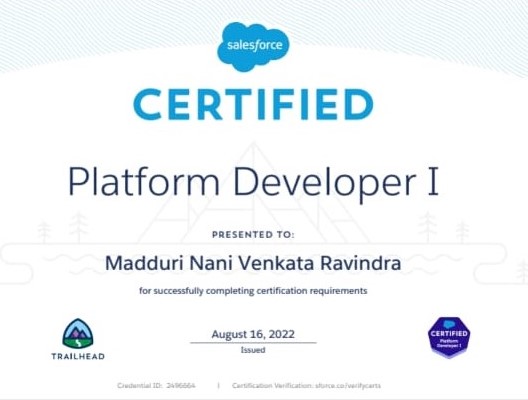 salesforce
CERTIFIED
Platform Developer I
PRESENTED TO:
Madduri Nani Venkata Ravindra
for successfully completing certification requirements
August 16, 2022
Issued
TRAILHEAD
CERTIFIED
Platform
Developer I
Credential ID: 2496664 | Certification Verification: sforce.co/verifycerts